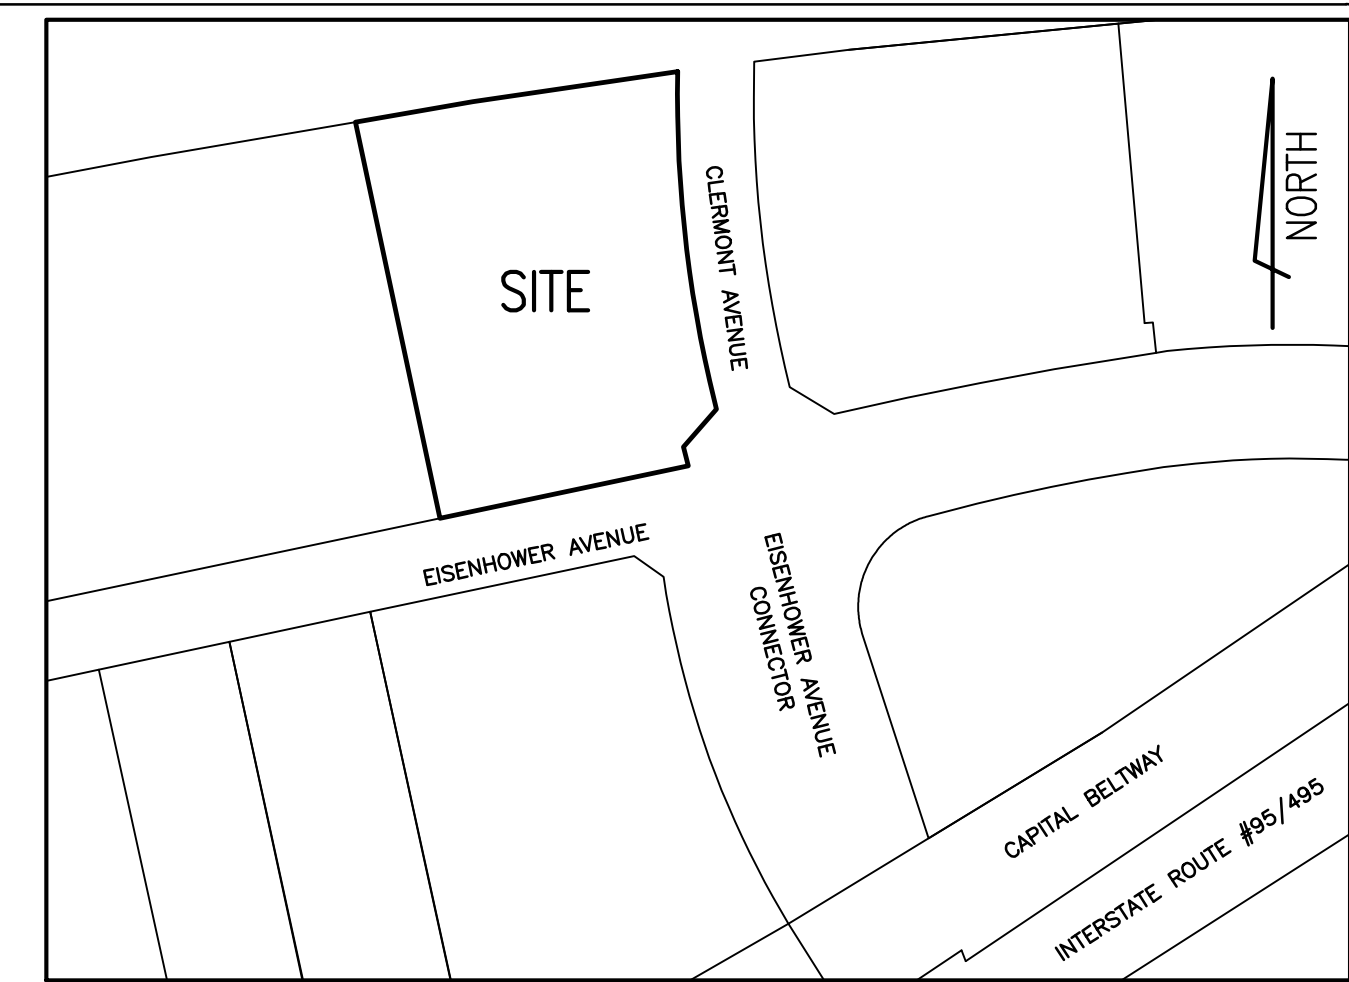 CLERMONT AVENUE
NORTH
SITE
EISENHOWER AVENUE
EISENHOWER AVENUE
CONNECTOR
CAPITAL BELTWAY
INTERSTATE ROUTE #95/495